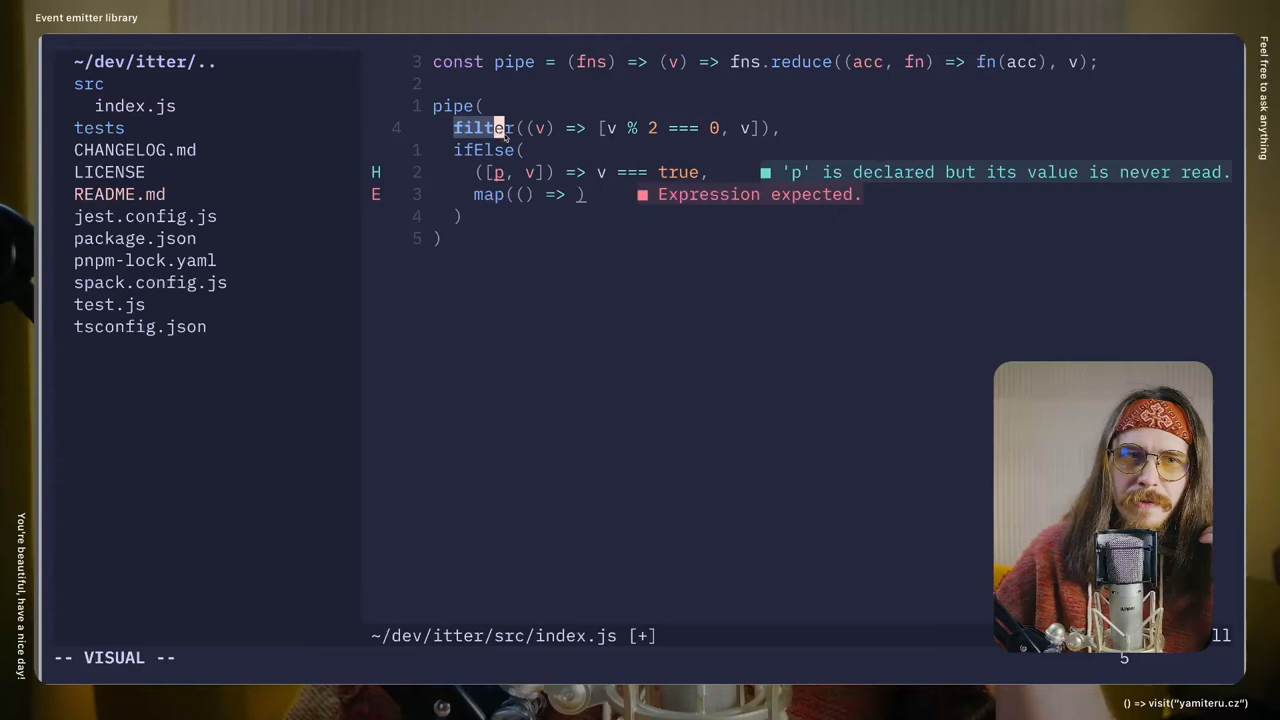 Event emitter library
Feel free to ask anything
~/dev/itter/..
src
index.js
tests
CHANGELOG.md
LICENSE
README.md
jest.config.js
package.json
pnpm-lock.yaml
spack.config.js
test.js
tsconfig.json
3 const pipe = (fns) => (v) => fns.reduce((acc, fn) => fn(acc), v);
2
1 pipe(
4 filter((v) => [v % 2 === 0, v]),
1 ifElse(
H 2 ([p, v]) => v === true, ■ 'p' is declared but its value is never read.
E 3 map(() => ) ■ Expression expected.
4 )
5 )
~/dev/itter/src/index.js [+]
-- VISUAL --
5
You're beautiful, have a nice day!
() => visit("yamiteru.cz")